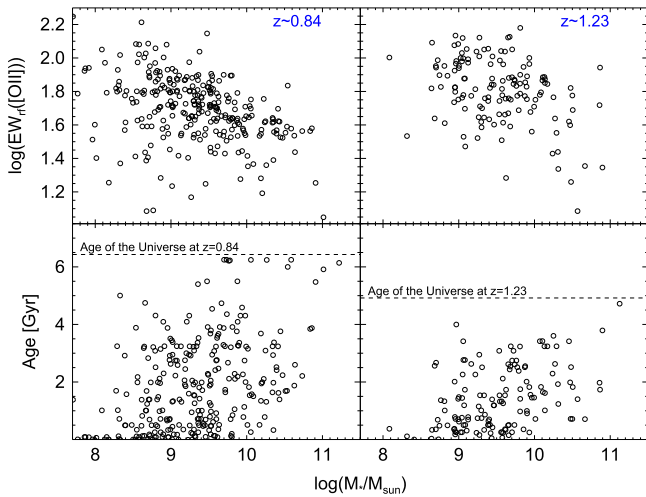 z~0.84
z~1.23
log(EW_rf([OII]))
2.2
2.0
1.8
1.6
1.4
1.2
Age of the Universe at z=0.84
Age of the Universe at z=1.23
Age [Gyr]
6
4
2
8 9 10 11 8 9 10 11
log(M*/M_sun)